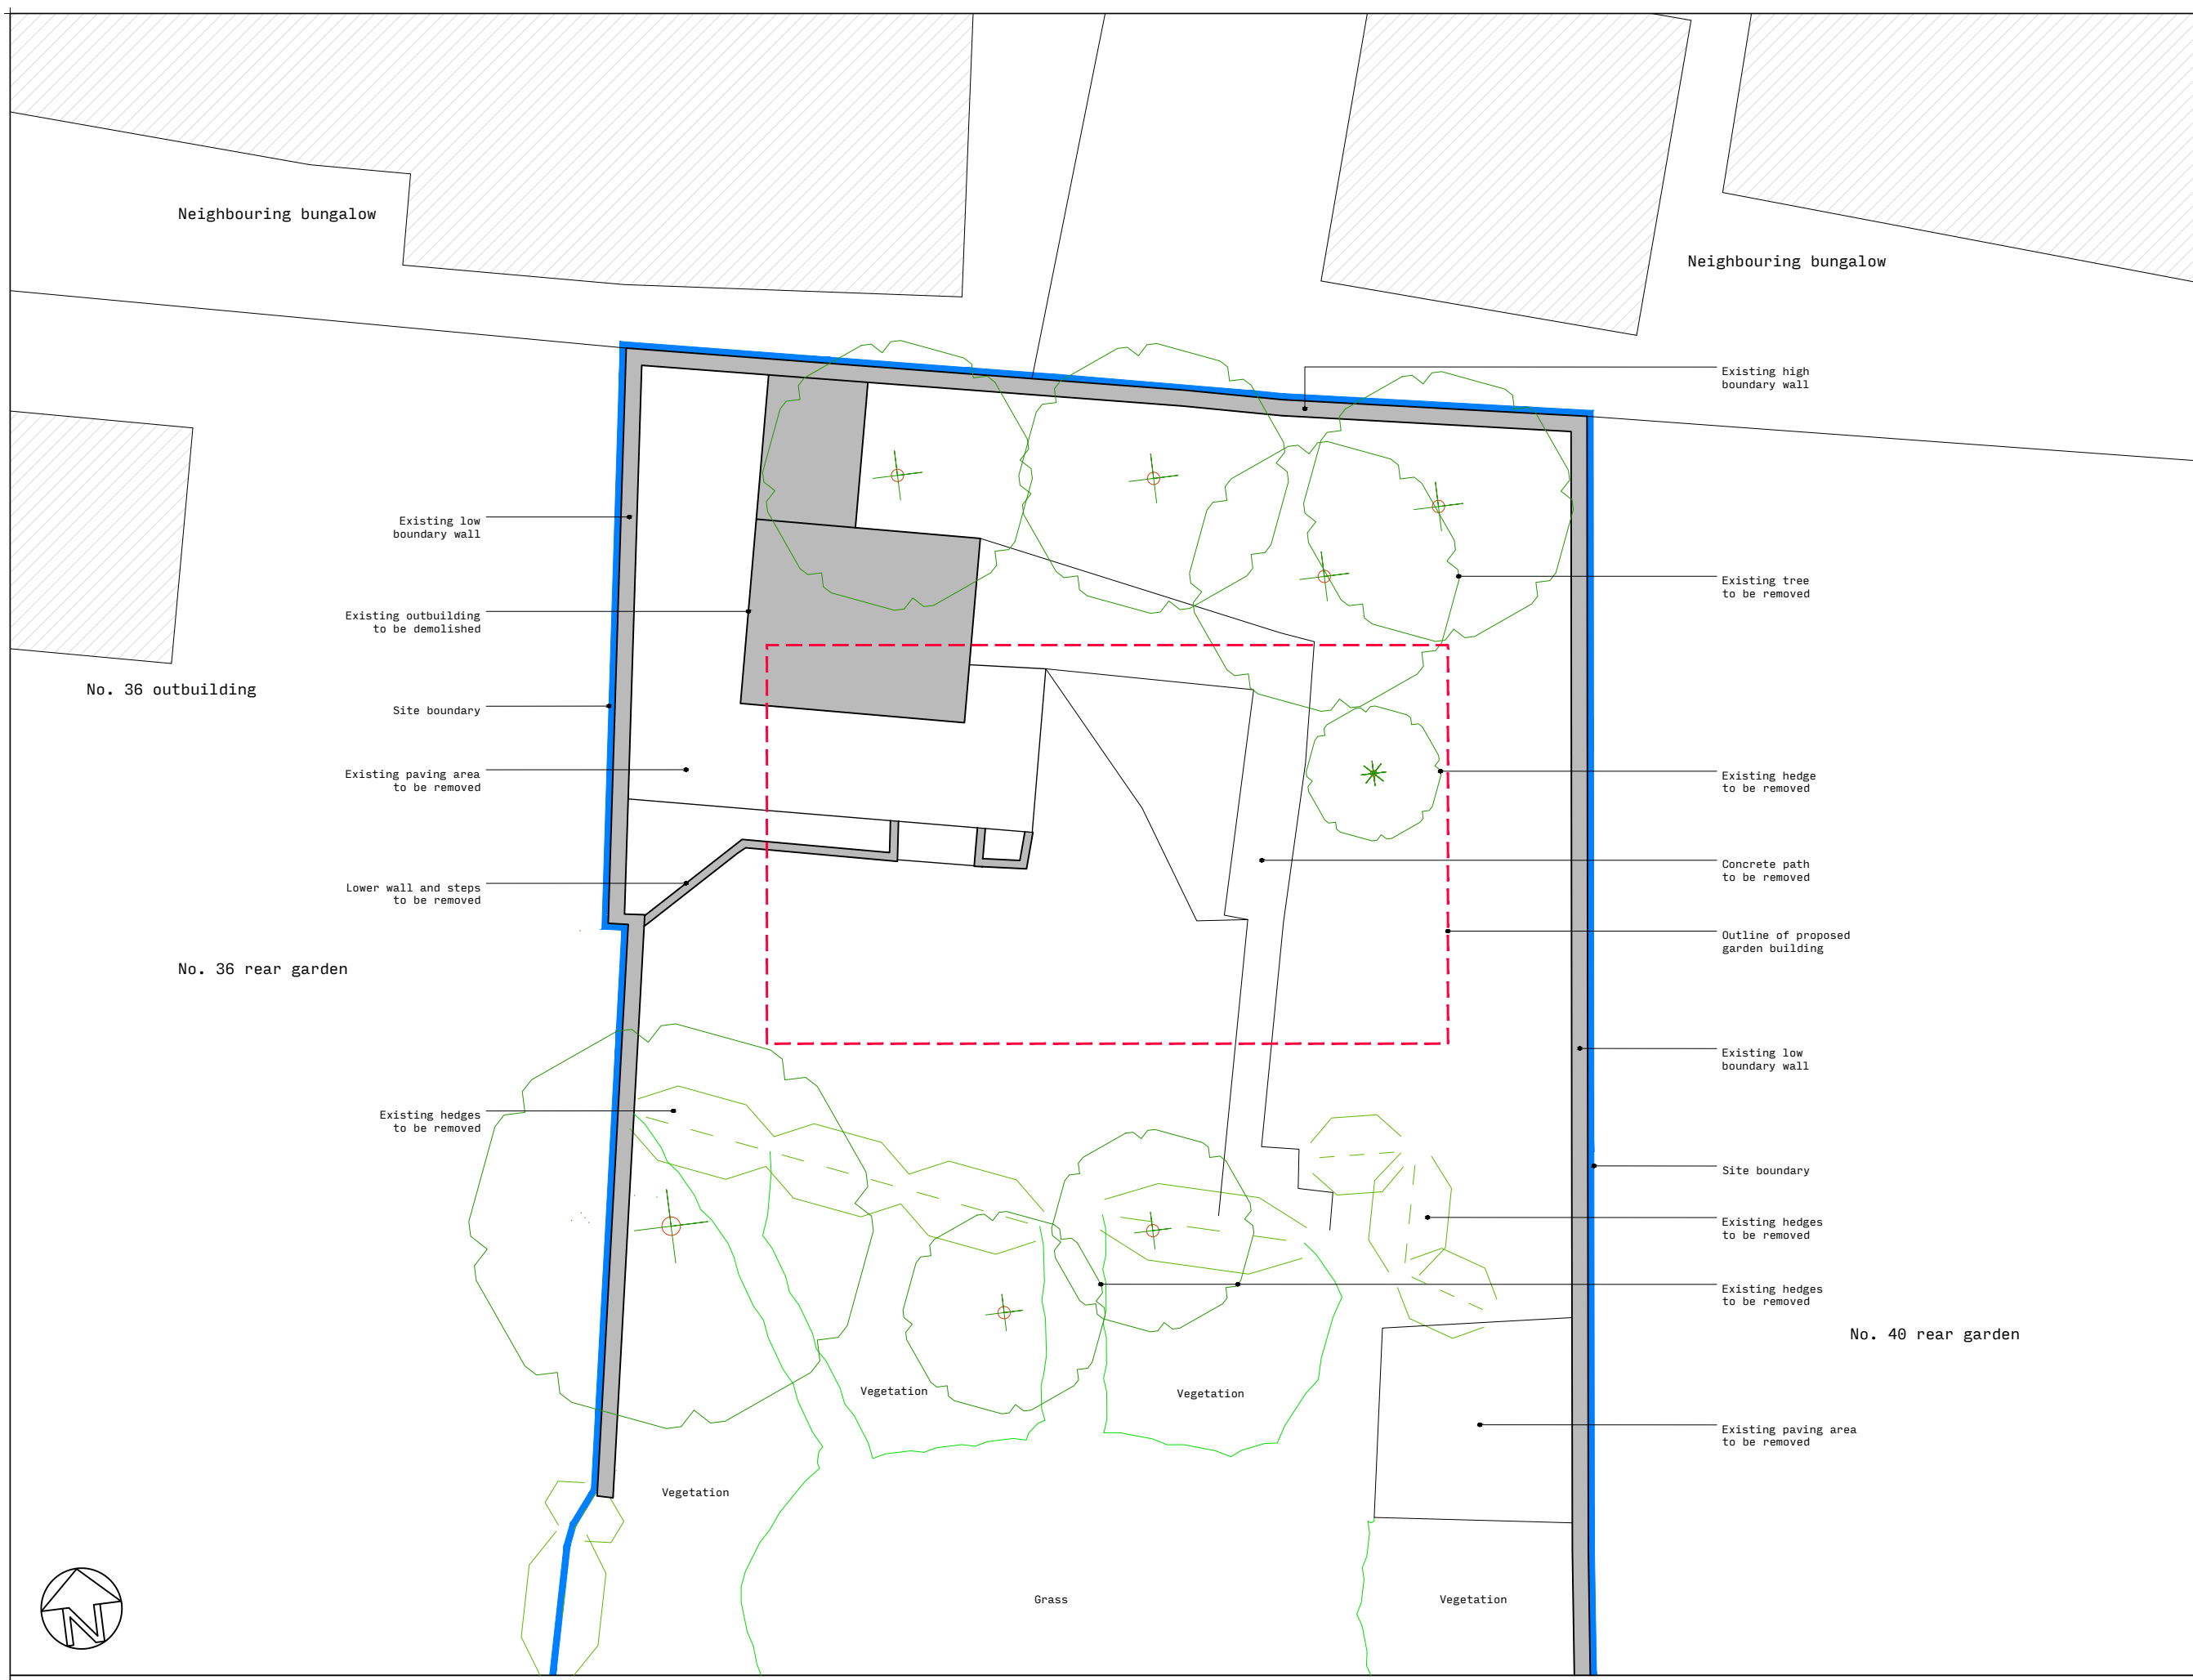 Neighbouring bungalow
Neighbouring bungalow
Existing high
boundary wall
Existing low
boundary wall
Existing tree
to be removed
Existing outbuilding
to be demolished
No. 36 outbuilding
Site boundary
Existing paving area
to be removed
Existing hedge
to be removed
Concrete path
to be removed
Lower wall and steps
to be removed
Outline of proposed
garden building
No. 36 rear garden
Existing low
boundary wall
Existing hedges
to be removed
Site boundary
Existing hedges
to be removed
Existing hedges
to be removed
No. 40 rear garden
Vegetation
Vegetation
Existing paving area
to be removed
Vegetation
Grass
Vegetation
N